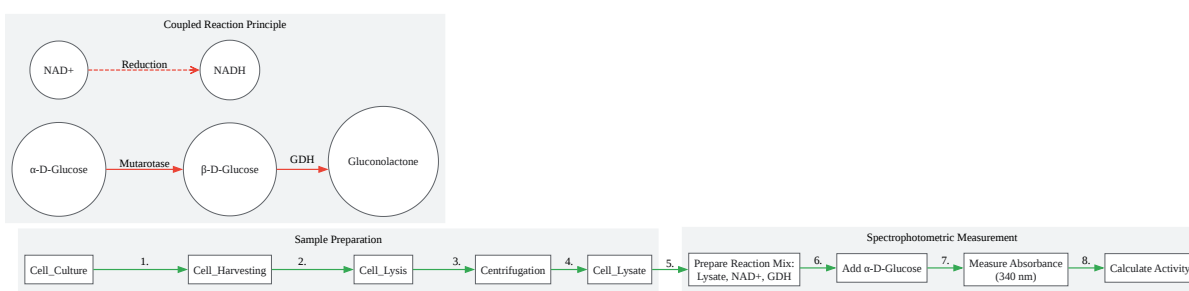 Coupled Reaction Principle
NAD+
Reduction
NADH
α-D-Glucose
Mutarotase
β-D-Glucose
GDH
Gluconolactone
Sample Preparation
Cell_Culture
1.
Cell_Harvesting
2.
Cell_Lysis
3.
Centrifugation
4.
Cell_Lysate
5.
Spectrophotometric Measurement
Prepare Reaction Mix:
Lysate, NAD+, GDH
6.
Add α-D-Glucose
7.
Measure Absorbance
(340 nm)
8.
Calculate Activity